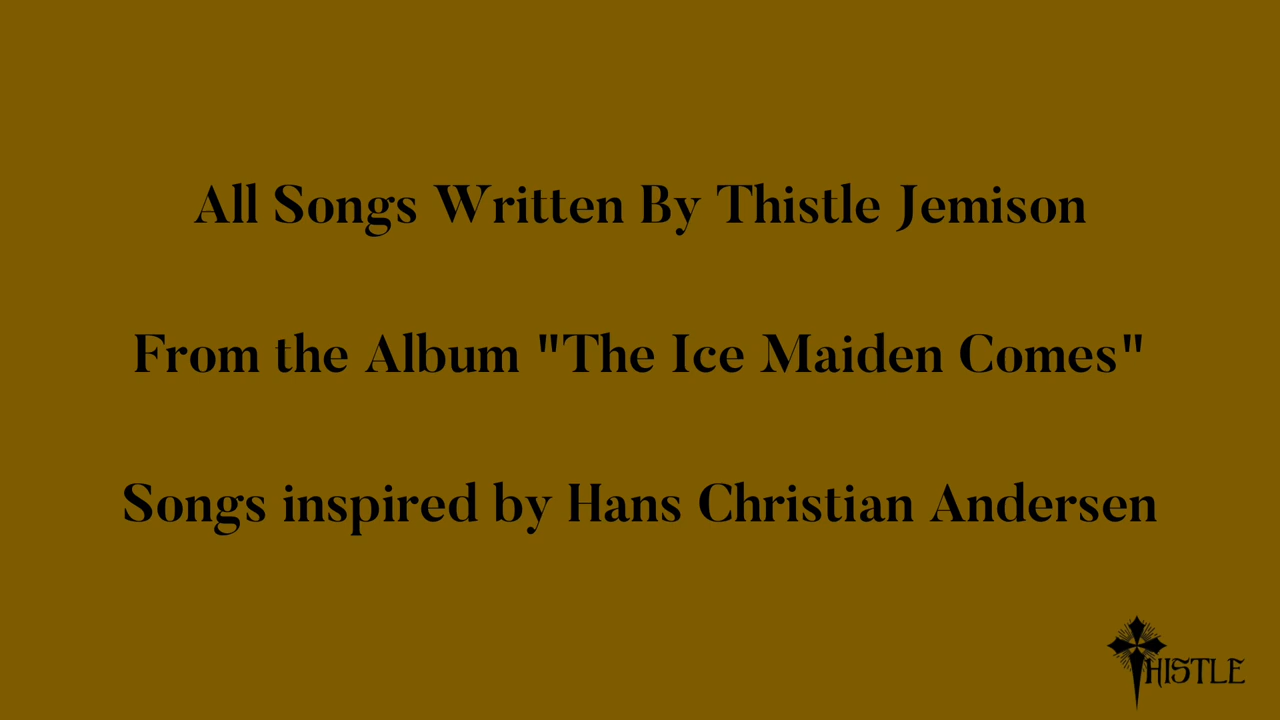 All Songs Written By Thistle Jemison
From the Album "The Ice Maiden Comes"
Songs inspired by Hans Christian Andersen
THISTLE